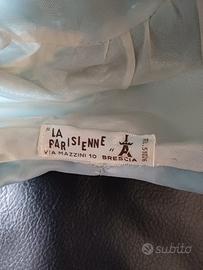 "LA
PARISIENNE"
VIA MAZZINI 10 BRESCIA
subito